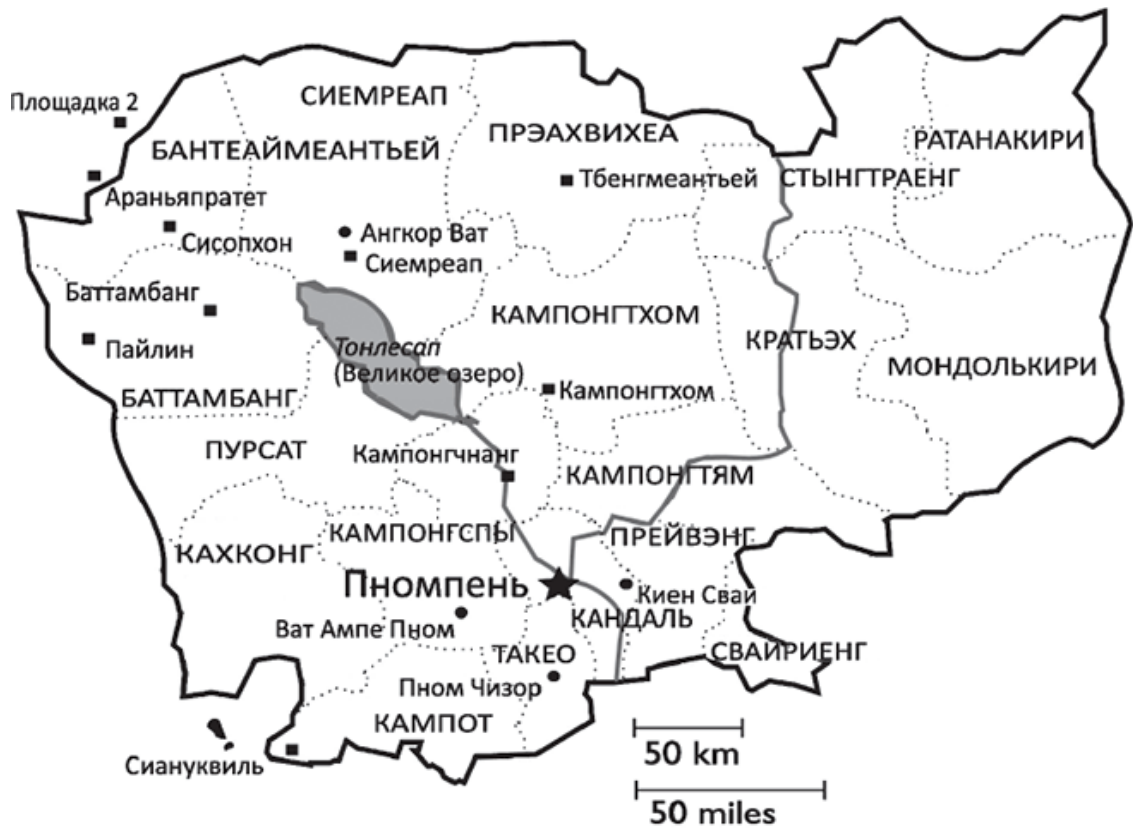 СИЕМРЕАП
Площадка 2
ПРЭАХВИХЕА
РАТАНАКИРИ
БАНТЕАЙМЕАНТЬЕЙ
Тбенгмеантьей
СТЫНГТРАЕНГ
Араньяпратет
Сисопхон
Ангкор Ват
Сиемреап
Баттамбанг
КАМПОНГТХОМ
Пайлин
Тонлесап
(Великое озеро)
КРАТЬЭХ
МОНДОЛЬКИРИ
БАТТАМБАНГ
Кампонгтхом
ПУРСАТ
Кампонгчнанг
КАМПОНГТЯМ
КАМПОНГСПЫ
ПРЕЙВЭНГ
КАХКОНГ
Пномпень
Киен Сваи
Ват Ампе Пном
КАНДАЛЬ
ТАКЕО
СВАЙРИЕНГ
Пном Чизор
КАМПОТ
Сиануквиль
50 km
50 miles